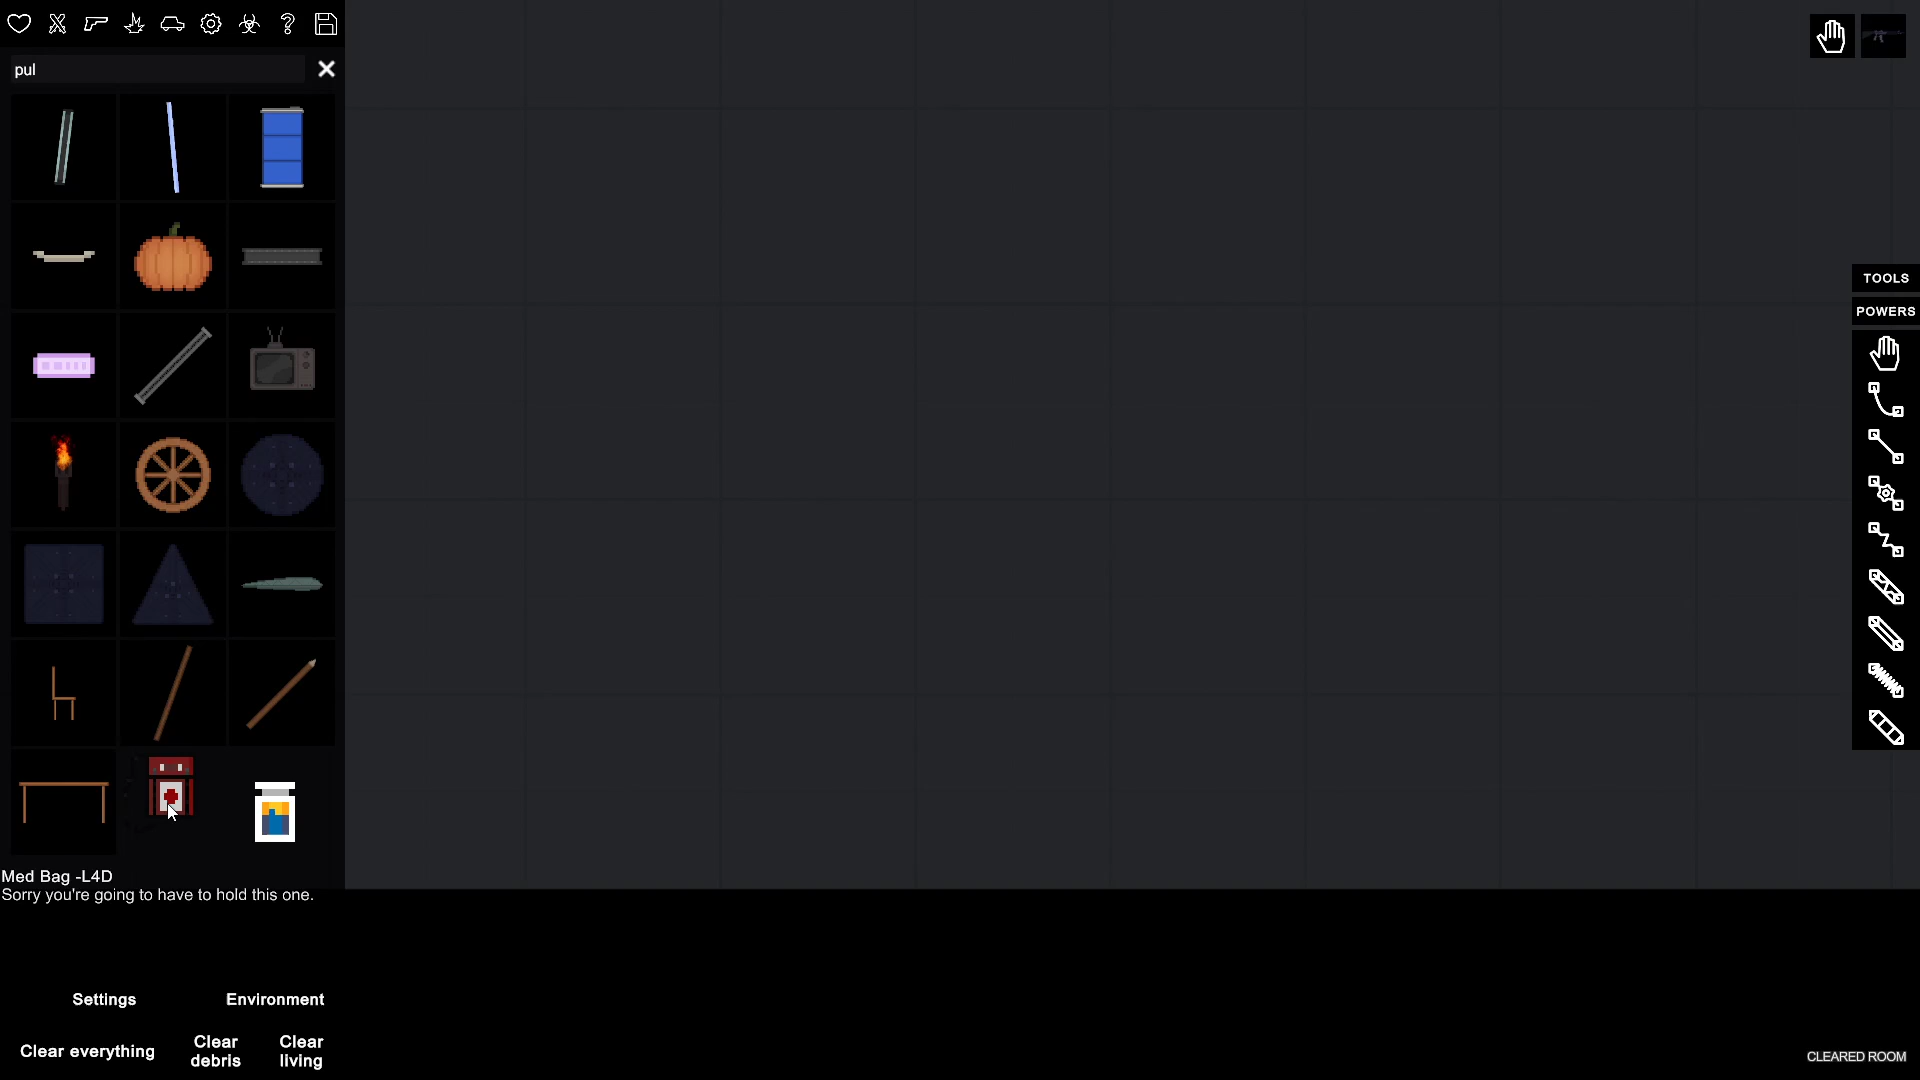 pul
TOOLS
POWERS
Med Bag -L4D
Sorry you're going to have to hold this one.
Settings
Environment
Clear everything
Clear
debris
Clear
living
CLEARED ROOM